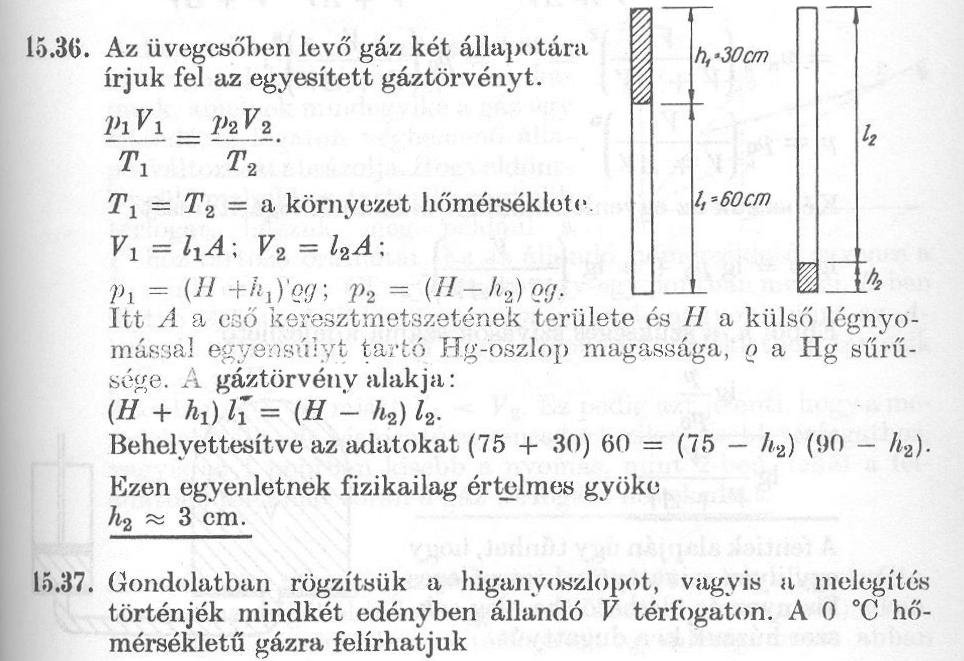 15.36. Az üvegcsőben levő gáz két állapotára
írjuk fel az egyesített gáztörvényt.
p₁V₁/T₁ = p₂V₂/T₂.
T₁ = T₂ = a környezet hőmérséklete.
V₁ = l₁A; V₂ = l₂A;
p₁ = (H + h₁) ϱg; p₂ = (H − h₂) ϱg.
Itt A a cső keresztmetszetének területe és H a külső légnyo-
mással egyensúlyt tartó Hg-oszlop magassága, ϱ a Hg sűrű-
sége. A gáztörvény alakja:
(H + h₁) l₁ = (H − h₂) l₂.
Behelyettesítve az adatokat (75 + 30) 60 = (75 − h₂) (90 − h₂).
Ezen egyenletnek fizikailag értelmes gyöke
h₂ ≈ 3 cm.
h₁=30cm
l₁=60cm
l₂
h₂
15.37. Gondolatban rögzítsük a higanyoszlopot, vagyis a melegítés
történjék mindkét edényben állandó V térfogaton. A 0 °C hő-
mérsékletű gázra felírhatjuk